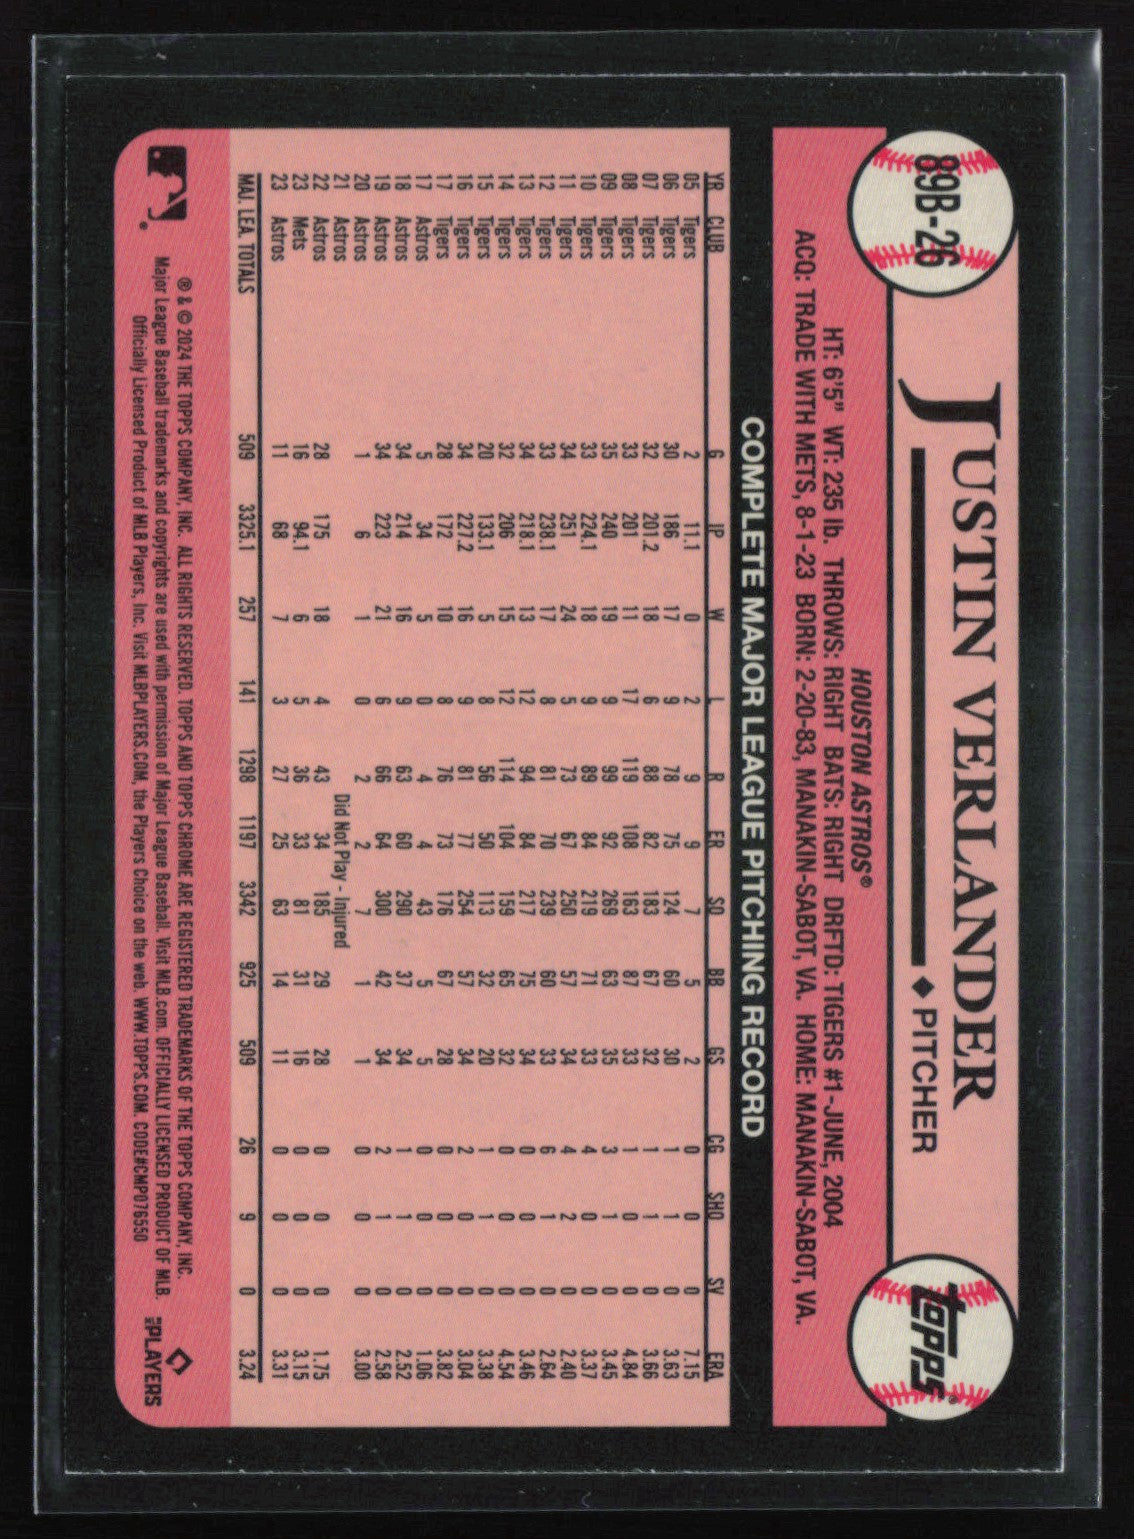 89B-26
JUSTIN VERLANDER
◆ PITCHER
topps®
HOUSTON ASTROS®
HT: 6'5" WT: 235 lb. THROWS: RIGHT BATS: RIGHT DRFTD: TIGERS #1-JUNE, 2004
ACQ: TRADE WITH METS, 8-1-23 BORN: 2-20-83, MANAKIN-SABOT, VA. HOME: MANAKIN-SABOT, VA.
COMPLETE MAJOR LEAGUE PITCHING RECORD
YR CLUB G IP W L R ER SO BB GS CG SHO SV ERA
05 Tigers 2 11.1 0 2 9 9 7 5 2 0 0 0 7.15
06 Tigers 30 186 17 9 78 75 124 60 30 1 1 0 3.63
07 Tigers 32 201.2 18 6 88 82 183 67 32 1 1 0 3.66
08 Tigers 33 201 11 17 119 108 163 87 33 1 0 0 4.84
09 Tigers 35 240 19 9 99 92 269 63 35 3 1 0 3.45
10 Tigers 33 224.1 18 9 89 84 219 71 33 4 0 0 3.37
11 Tigers 34 251 24 5 73 67 250 57 34 4 2 0 2.40
12 Tigers 33 238.1 17 8 81 70 239 60 33 6 1 0 2.64
13 Tigers 34 218.1 13 12 94 84 217 75 34 0 0 0 3.46
14 Tigers 32 206 15 12 114 104 159 65 32 0 0 0 4.54
15 Tigers 20 133.1 5 8 56 50 113 32 20 1 1 0 3.38
16 Tigers 34 227.2 16 9 81 77 254 57 34 2 0 0 3.04
17 Tigers 28 172 10 8 76 73 176 67 28 0 0 0 3.82
17 Astros 5 34 5 0 4 4 43 5 5 0 0 0 1.06
18 Astros 34 214 16 9 63 60 290 37 34 1 1 0 2.52
19 Astros 34 223 21 6 66 64 300 42 34 2 1 0 2.58
20 Astros 1 6 1 0 2 2 7 1 1 0 0 0 3.00
21 Astros Did Not Play - Injured
22 Astros 28 175 18 4 43 34 185 29 28 0 0 0 1.75
23 Mets 16 94.1 6 5 36 33 81 31 16 0 0 0 3.15
23 Astros 11 68 7 3 27 25 63 14 11 0 0 0 3.31
MAJ. LEA. TOTALS 509 3325.1 257 141 1298 1197 3342 925 509 26 9 0 3.24
® & © 2024 THE TOPPS COMPANY, INC. ALL RIGHTS RESERVED. TOPPS AND TOPPS CHROME ARE REGISTERED TRADEMARKS OF THE TOPPS COMPANY, INC.
Major League Baseball trademarks and copyrights are used with permission of Major League Baseball. Visit MLB.com. OFFICIALLY LICENSED PRODUCT OF MLB.
Officially Licensed Product of MLB Players, Inc. Visit MLBPLAYERS.COM, the Players Choice on the web. WWW.TOPPS.COM. CODE#CMP076550
MLB PLAYERS